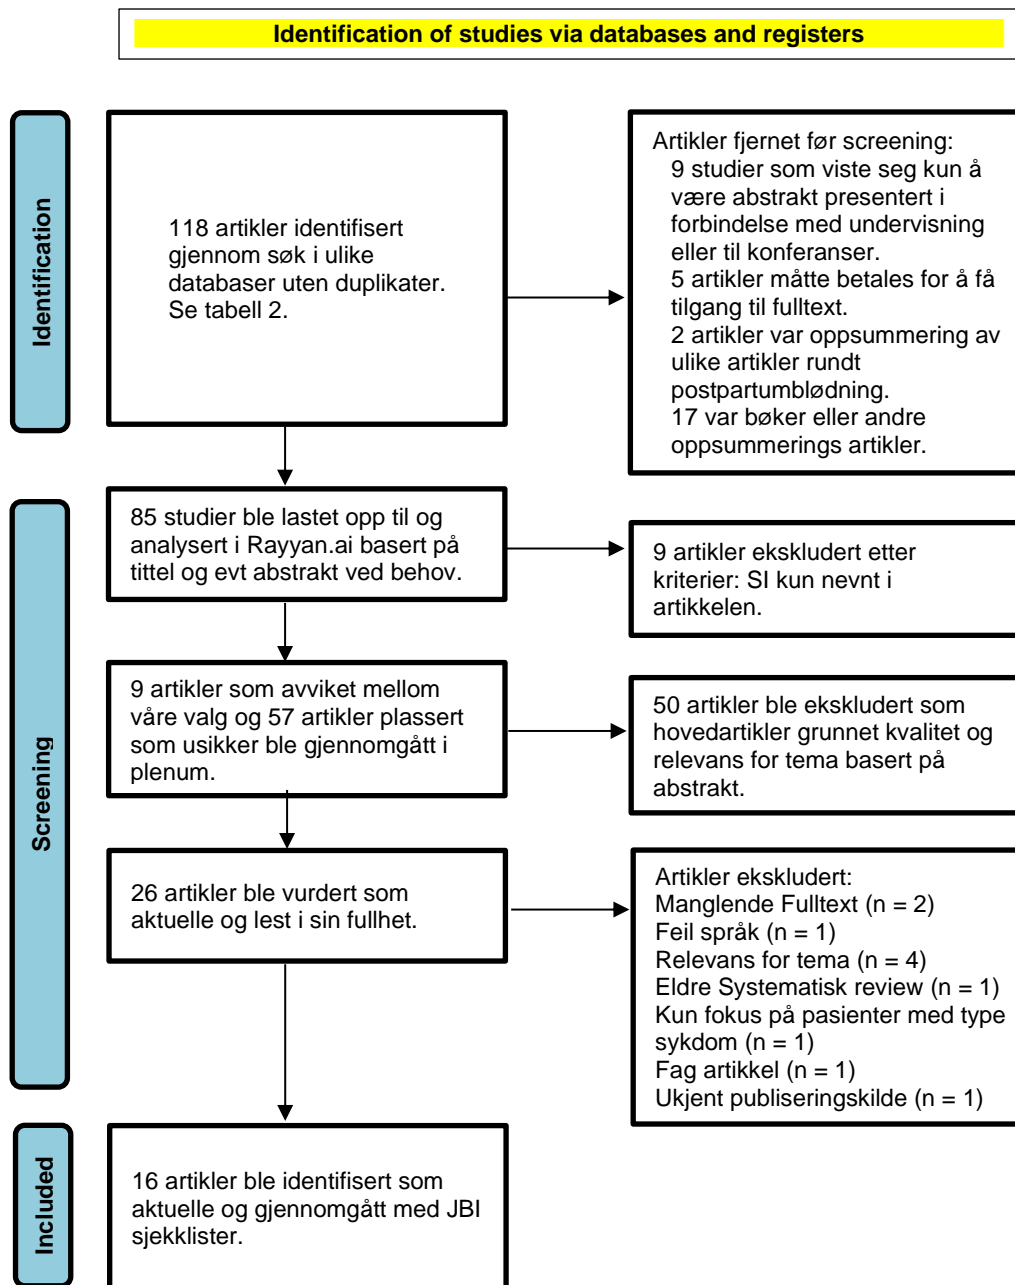 Identification of studies via databases and registers
Identification
118 artikler identifisert
gjennom søk i ulike
databaser uten duplikater.
Se tabell 2.
Artikler fjernet før screening:
9 studier som viste seg kun å
være abstrakt presentert i
forbindelse med undervisning
eller til konferanser.
5 artikler måtte betales for å få
tilgang til fulltext.
2 artikler var oppsummering av
ulike artikler rundt
postpartumblødning.
17 var bøker eller andre
oppsummerings artikler.
Screening
85 studier ble lastet opp til og
analysert i Rayyan.ai basert på
tittel og evt abstrakt ved behov.
9 artikler ekskludert etter
kriterier: SI kun nevnt i
artikkelen.
9 artikler som avviket mellom
våre valg og 57 artikler plassert
som usikker ble gjennomgått i
plenum.
50 artikler ble ekskludert som
hovedartikler grunnet kvalitet og
relevans for tema basert på
abstrakt.
26 artikler ble vurdert som
aktuelle og lest i sin fullhet.
Artikler ekskludert:
Manglende Fulltext (n = 2)
Feil språk (n = 1)
Relevans for tema (n = 4)
Eldre Systematisk review (n = 1)
Kun fokus på pasienter med type
sykdom (n = 1)
Fag artikkel (n = 1)
Ukjent publiseringskilde (n = 1)
Included
16 artikler ble identifisert som
aktuelle og gjennomgått med JBI
sjekklister.